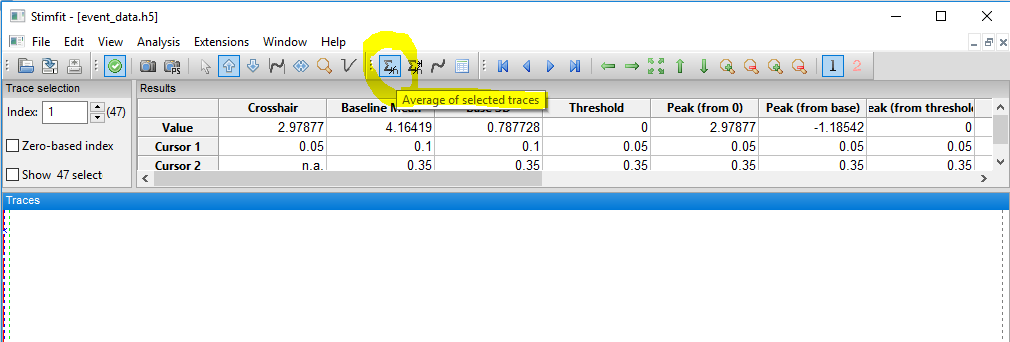 Stimfit - [event_data.h5]
File Edit View Analysis Extensions Window Help
PS Σ/n Σ/n 1 2
Trace selection
Index: 1 (47)
Zero-based index
Show 47 select
Results
Crosshair Baseline Mean Base SD Threshold Peak (from 0) Peak (from base) eak (from threshold
Value 2.97877 4.16419 0.787728 0 2.97877 -1.18542 0
Cursor 1 0.05 0.1 0.1 0.05 0.05 0.05 0.05
Cursor 2 n.a. 0.35 0.35 0.35 0.35 0.35 0.35
Average of selected traces
Traces